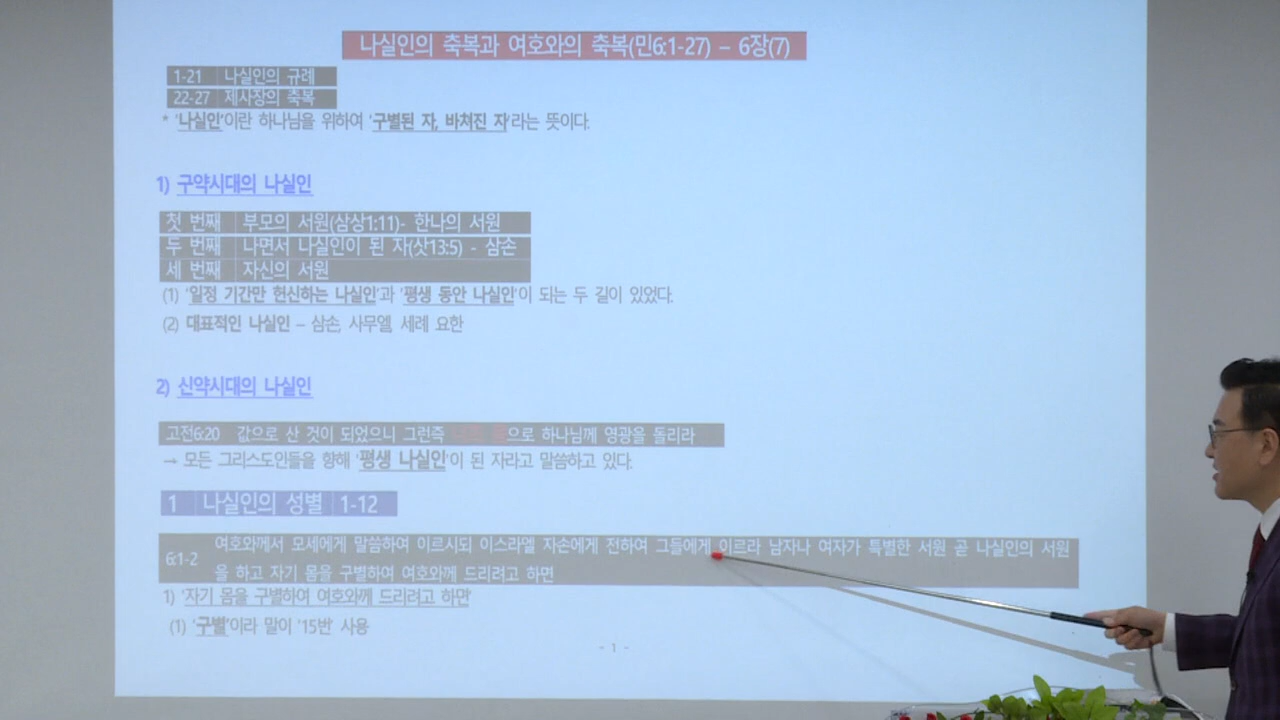 나실인의 축복과 여호와의 축복(민6:1-27) – 6장(7)
1-21 나실인의 규례
22-27 제사장의 축복
* '나실인'이란 하나님을 위하여 '구별된 자, 바쳐진 자'라는 뜻이다.
1) 구약시대의 나실인
첫 번째 부모의 서원(삼상1:11)- 한나의 서원
두 번째 나면서 나실인이 된 자(삿13:5) - 삼손
세 번째 자신의 서원
(1) '일정 기간만 헌신하는 나실인'과 '평생 동안 나실인'이 되는 두 길이 있었다.
(2) 대표적인 나실인 – 삼손, 사무엘, 세례 요한
2) 신약시대의 나실인
고전6:20 값으로 산 것이 되었으니 그런즉 으로 하나님께 영광을 돌리라
→ 모든 그리스도인들을 향해 '평생 나실인'이 된 자라고 말씀하고 있다.
1 나실인의 성별 1-12
6:1-2 여호와께서 모세에게 말씀하여 이르시되 이스라엘 자손에게 전하여 그들에게 이르라 남자나 여자가 특별한 서원 곧 나실인의 서원
을 하고 자기 몸을 구별하여 여호와께 드리려고 하면
1) '자기 몸을 구별하여 여호와께 드리려고 하면'
(1) '구별'이라 말이 '15번' 사용
- 1 -